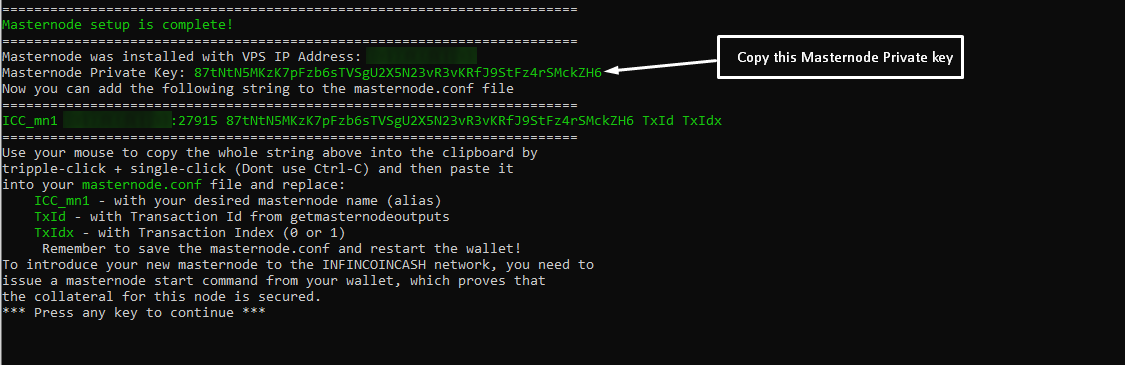 ========================================================================
Masternode setup is complete!
========================================================================
Masternode was installed with VPS IP Address:
Masternode Private Key: 87tNtN5MKzK7pFzb6sTVSgU2X5N23vR3vKRfJ9StFz4rSMckZH6
Copy this Masternode Private key
Now you can add the following string to the masternode.conf file
========================================================================
ICC_mn1 :27915 87tNtN5MKzK7pFzb6sTVSgU2X5N23vR3vKRfJ9StFz4rSMckZH6 TxId TxIdx
========================================================================
Use your mouse to copy the whole string above into the clipboard by
tripple-click + single-click (Dont use Ctrl-C) and then paste it
into your masternode.conf file and replace:
ICC_mn1 - with your desired masternode name (alias)
TxId - with Transaction Id from getmasternodeoutputs
TxIdx - with Transaction Index (0 or 1)
Remember to save the masternode.conf and restart the wallet!
To introduce your new masternode to the INFINCOINCASH network, you need to
issue a masternode start command from your wallet, which proves that
the collateral for this node is secured.
*** Press any key to continue ***